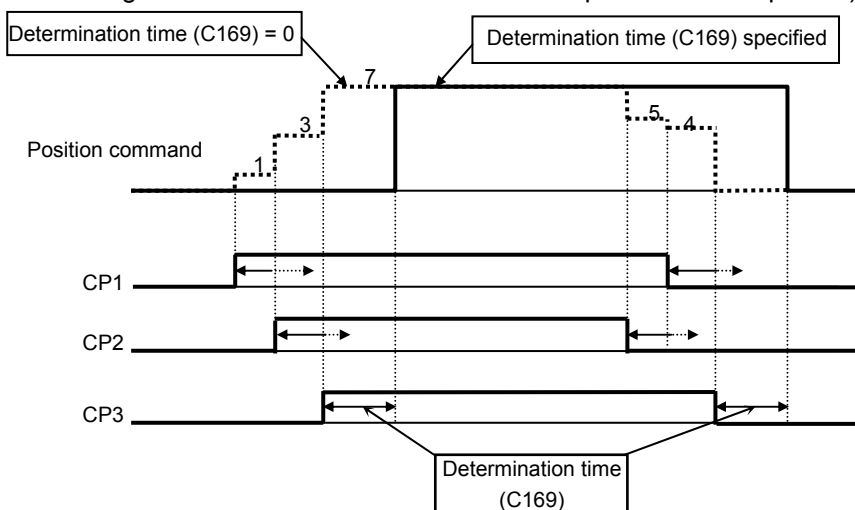 Determination time (C169) = 0
Determination time (C169) specified
7
5
4
3
1
Position command
CP1
CP2
CP3
Determination time
(C169)